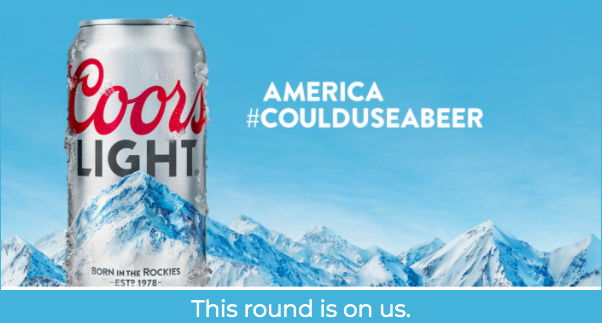 Coors
LIGHT
BORN IN THE ROCKIES
-ESTD 1978-
AMERICA
#COULDUSEABEER
This round is on us.